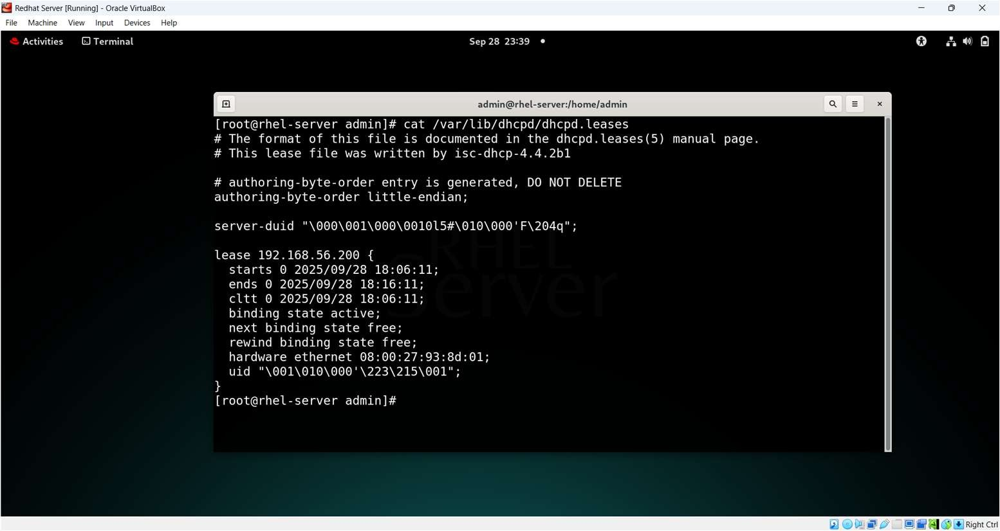 Redhat Server [Running] - Oracle VirtualBox
File Machine View Input Devices Help
Activities Terminal Sep 28 23:39
admin@rhel-server:/home/admin
[root@rhel-server admin]# cat /var/lib/dhcpd/dhcpd.leases
# The format of this file is documented in the dhcpd.leases(5) manual page.
# This lease file was written by isc-dhcp-4.4.2b1
# authoring-byte-order entry is generated, DO NOT DELETE
authoring-byte-order little-endian;
server-duid "\000\001\000\0010l5#\010\000'F\204q";
lease 192.168.56.200 {
starts 0 2025/09/28 18:06:11;
ends 0 2025/09/28 18:16:11;
cltt 0 2025/09/28 18:06:11;
binding state active;
next binding state free;
rewind binding state free;
hardware ethernet 08:00:27:93:8d:01;
uid "\001\010\000'\223\215\001";
}
[root@rhel-server admin]#
RHEL
Server
Right Ctrl